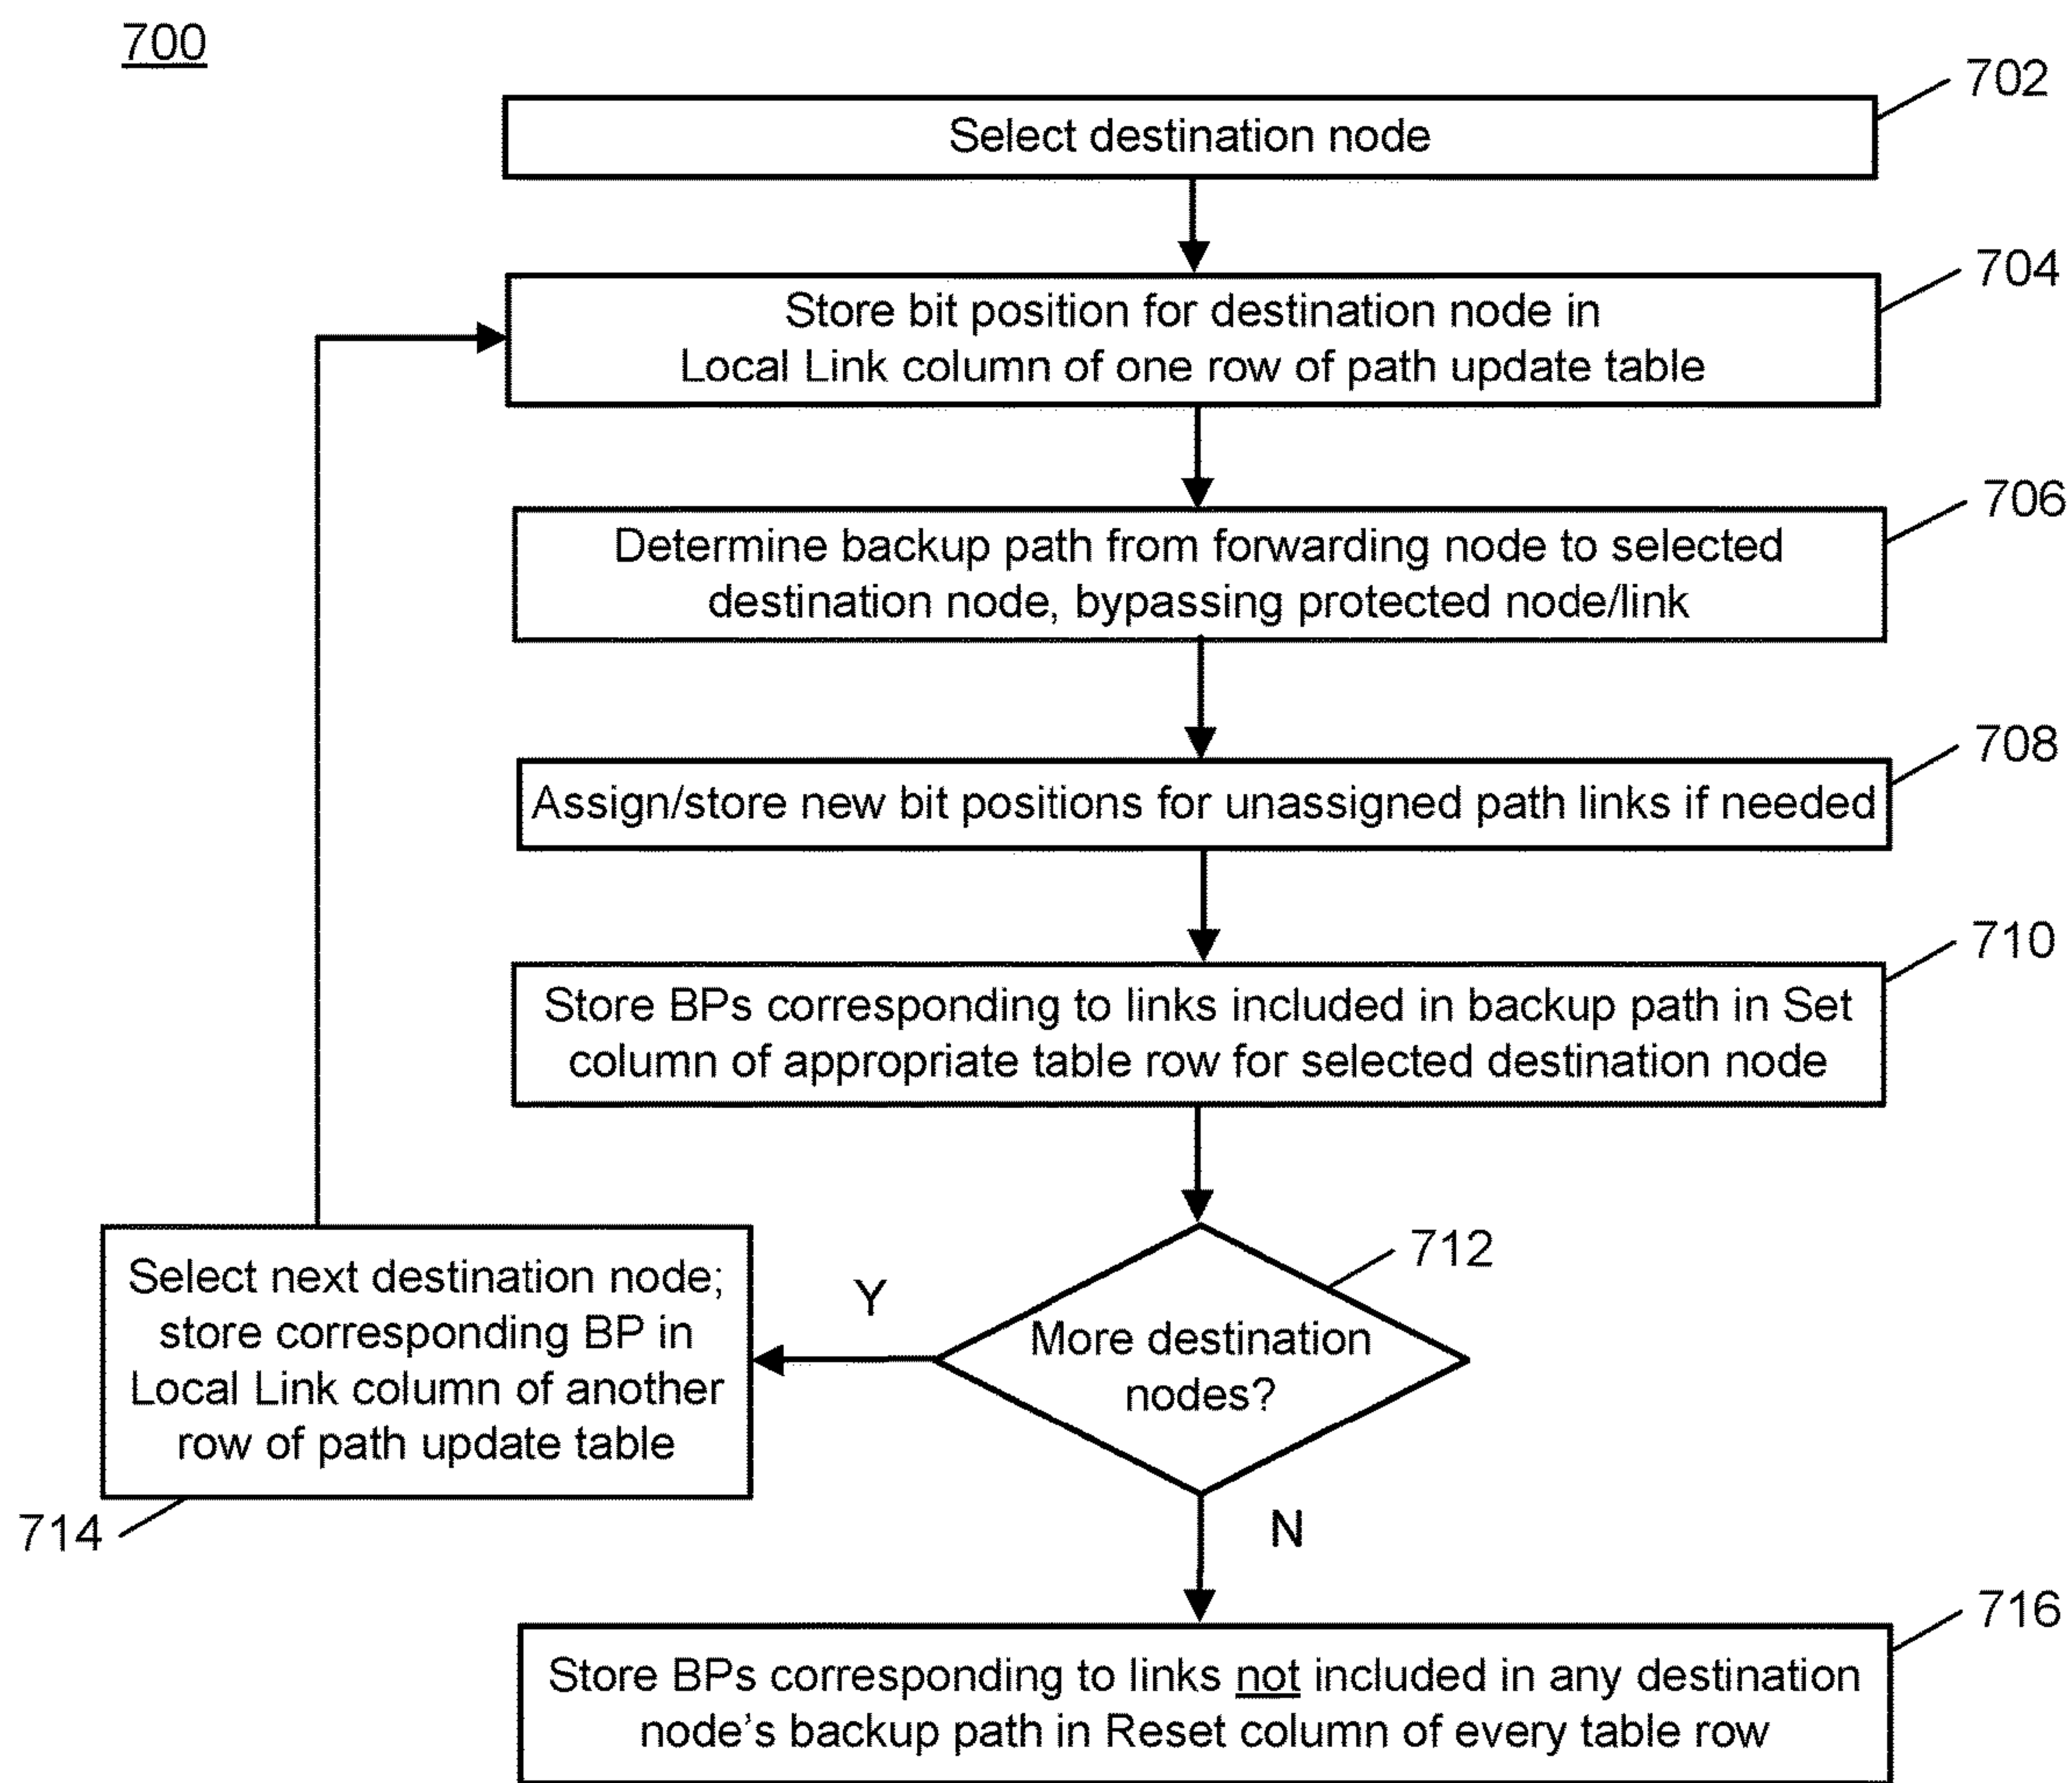 700
702
Select destination node
704
Store bit position for destination node in
Local Link column of one row of path update table
706
Determine backup path from forwarding node to selected
destination node, bypassing protected node/link
708
Assign/store new bit positions for unassigned path links if needed
710
Store BPs corresponding to links included in backup path in Set
column of appropriate table row for selected destination node
712
More destination
nodes?
Y
Select next destination node;
store corresponding BP in
Local Link column of another
row of path update table
714
N
716
Store BPs corresponding to links not included in any destination
node's backup path in Reset column of every table row